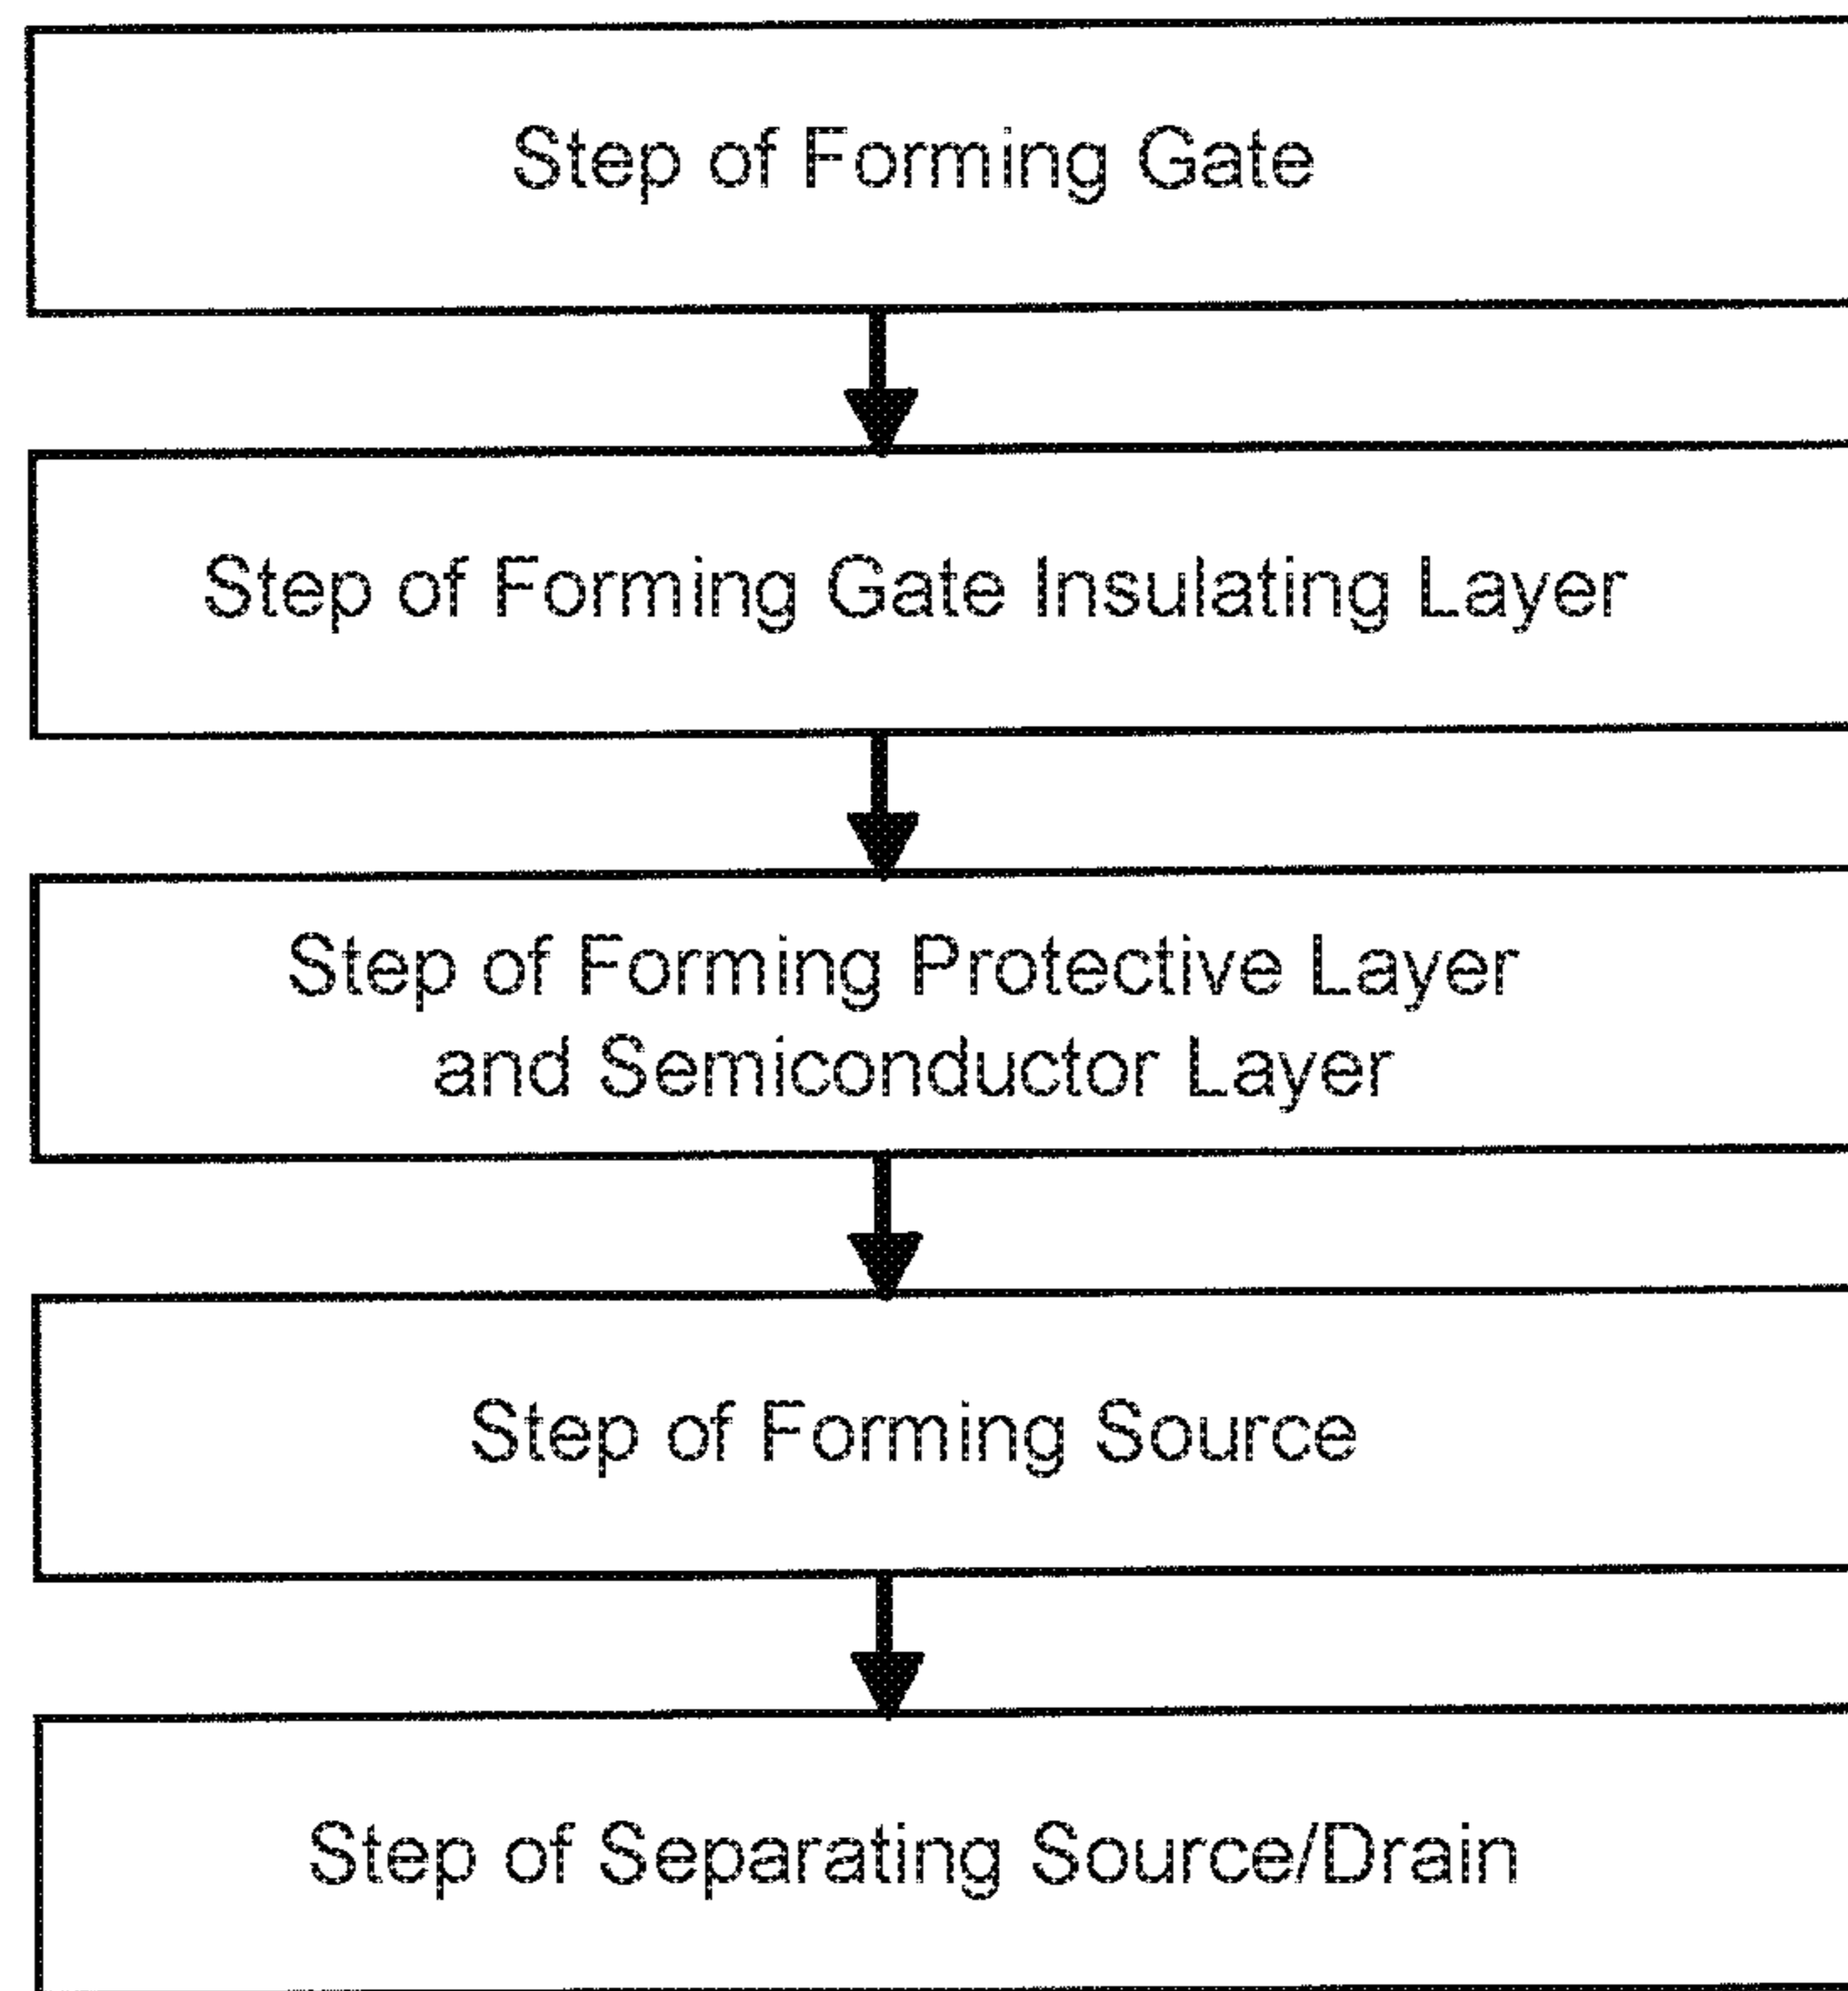 Step of Forming Gate
Step of Forming Gate Insulating Layer
Step of Forming Protective Layer
and Semiconductor Layer
Step of Forming Source
Step of Separating Source/Drain